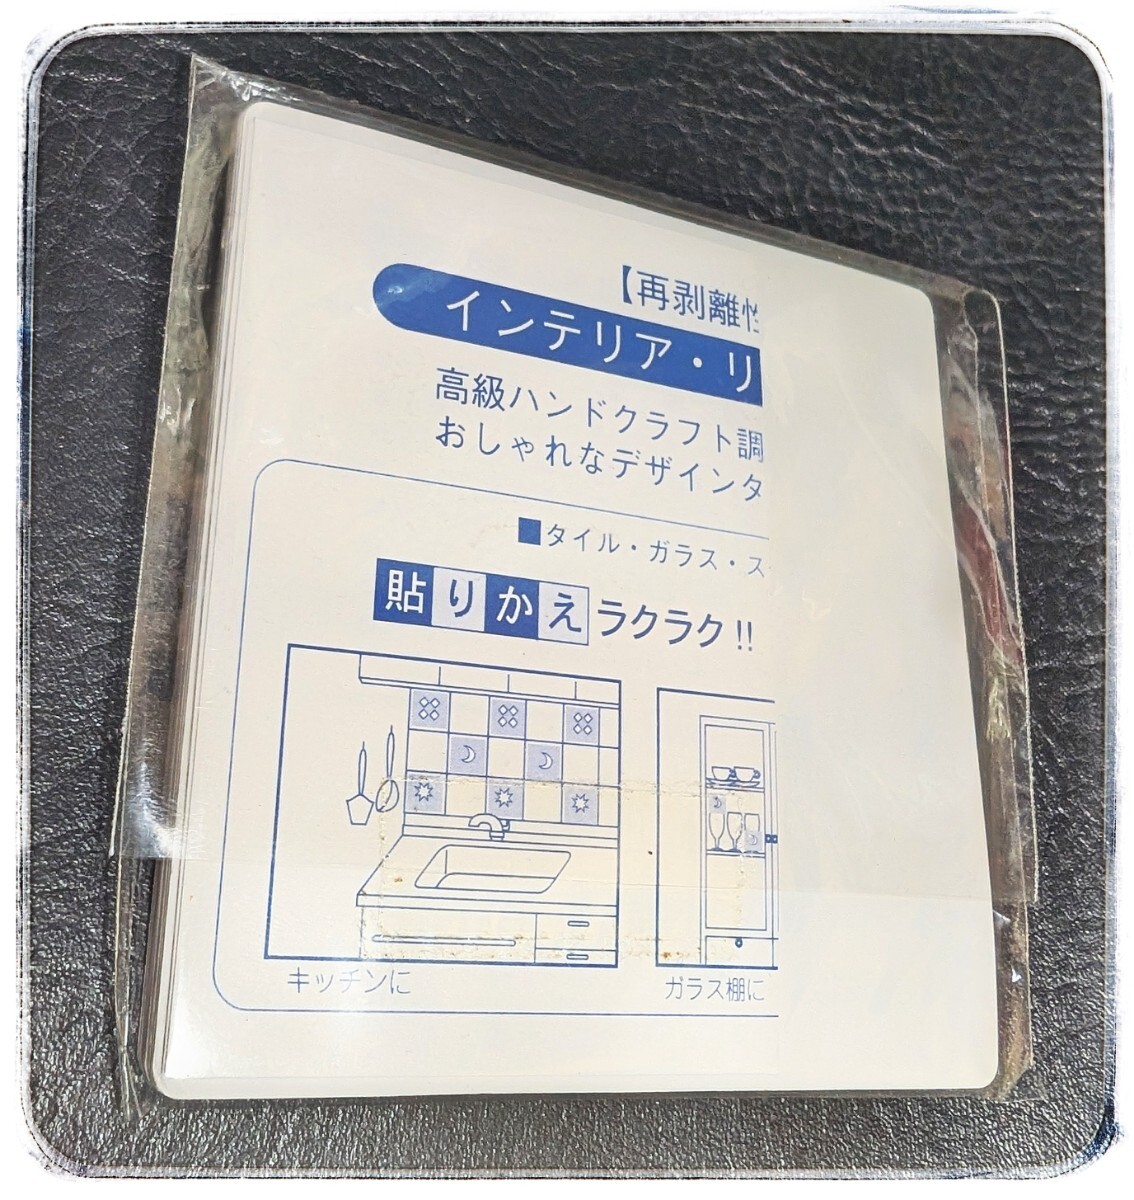 【再剥離性
インテリア・リ
高級ハンドクラフト調
おしゃれなデザインタ
■タイル・ガラス・ス
貼りかえラクラク!!
キッチンに
ガラス棚に